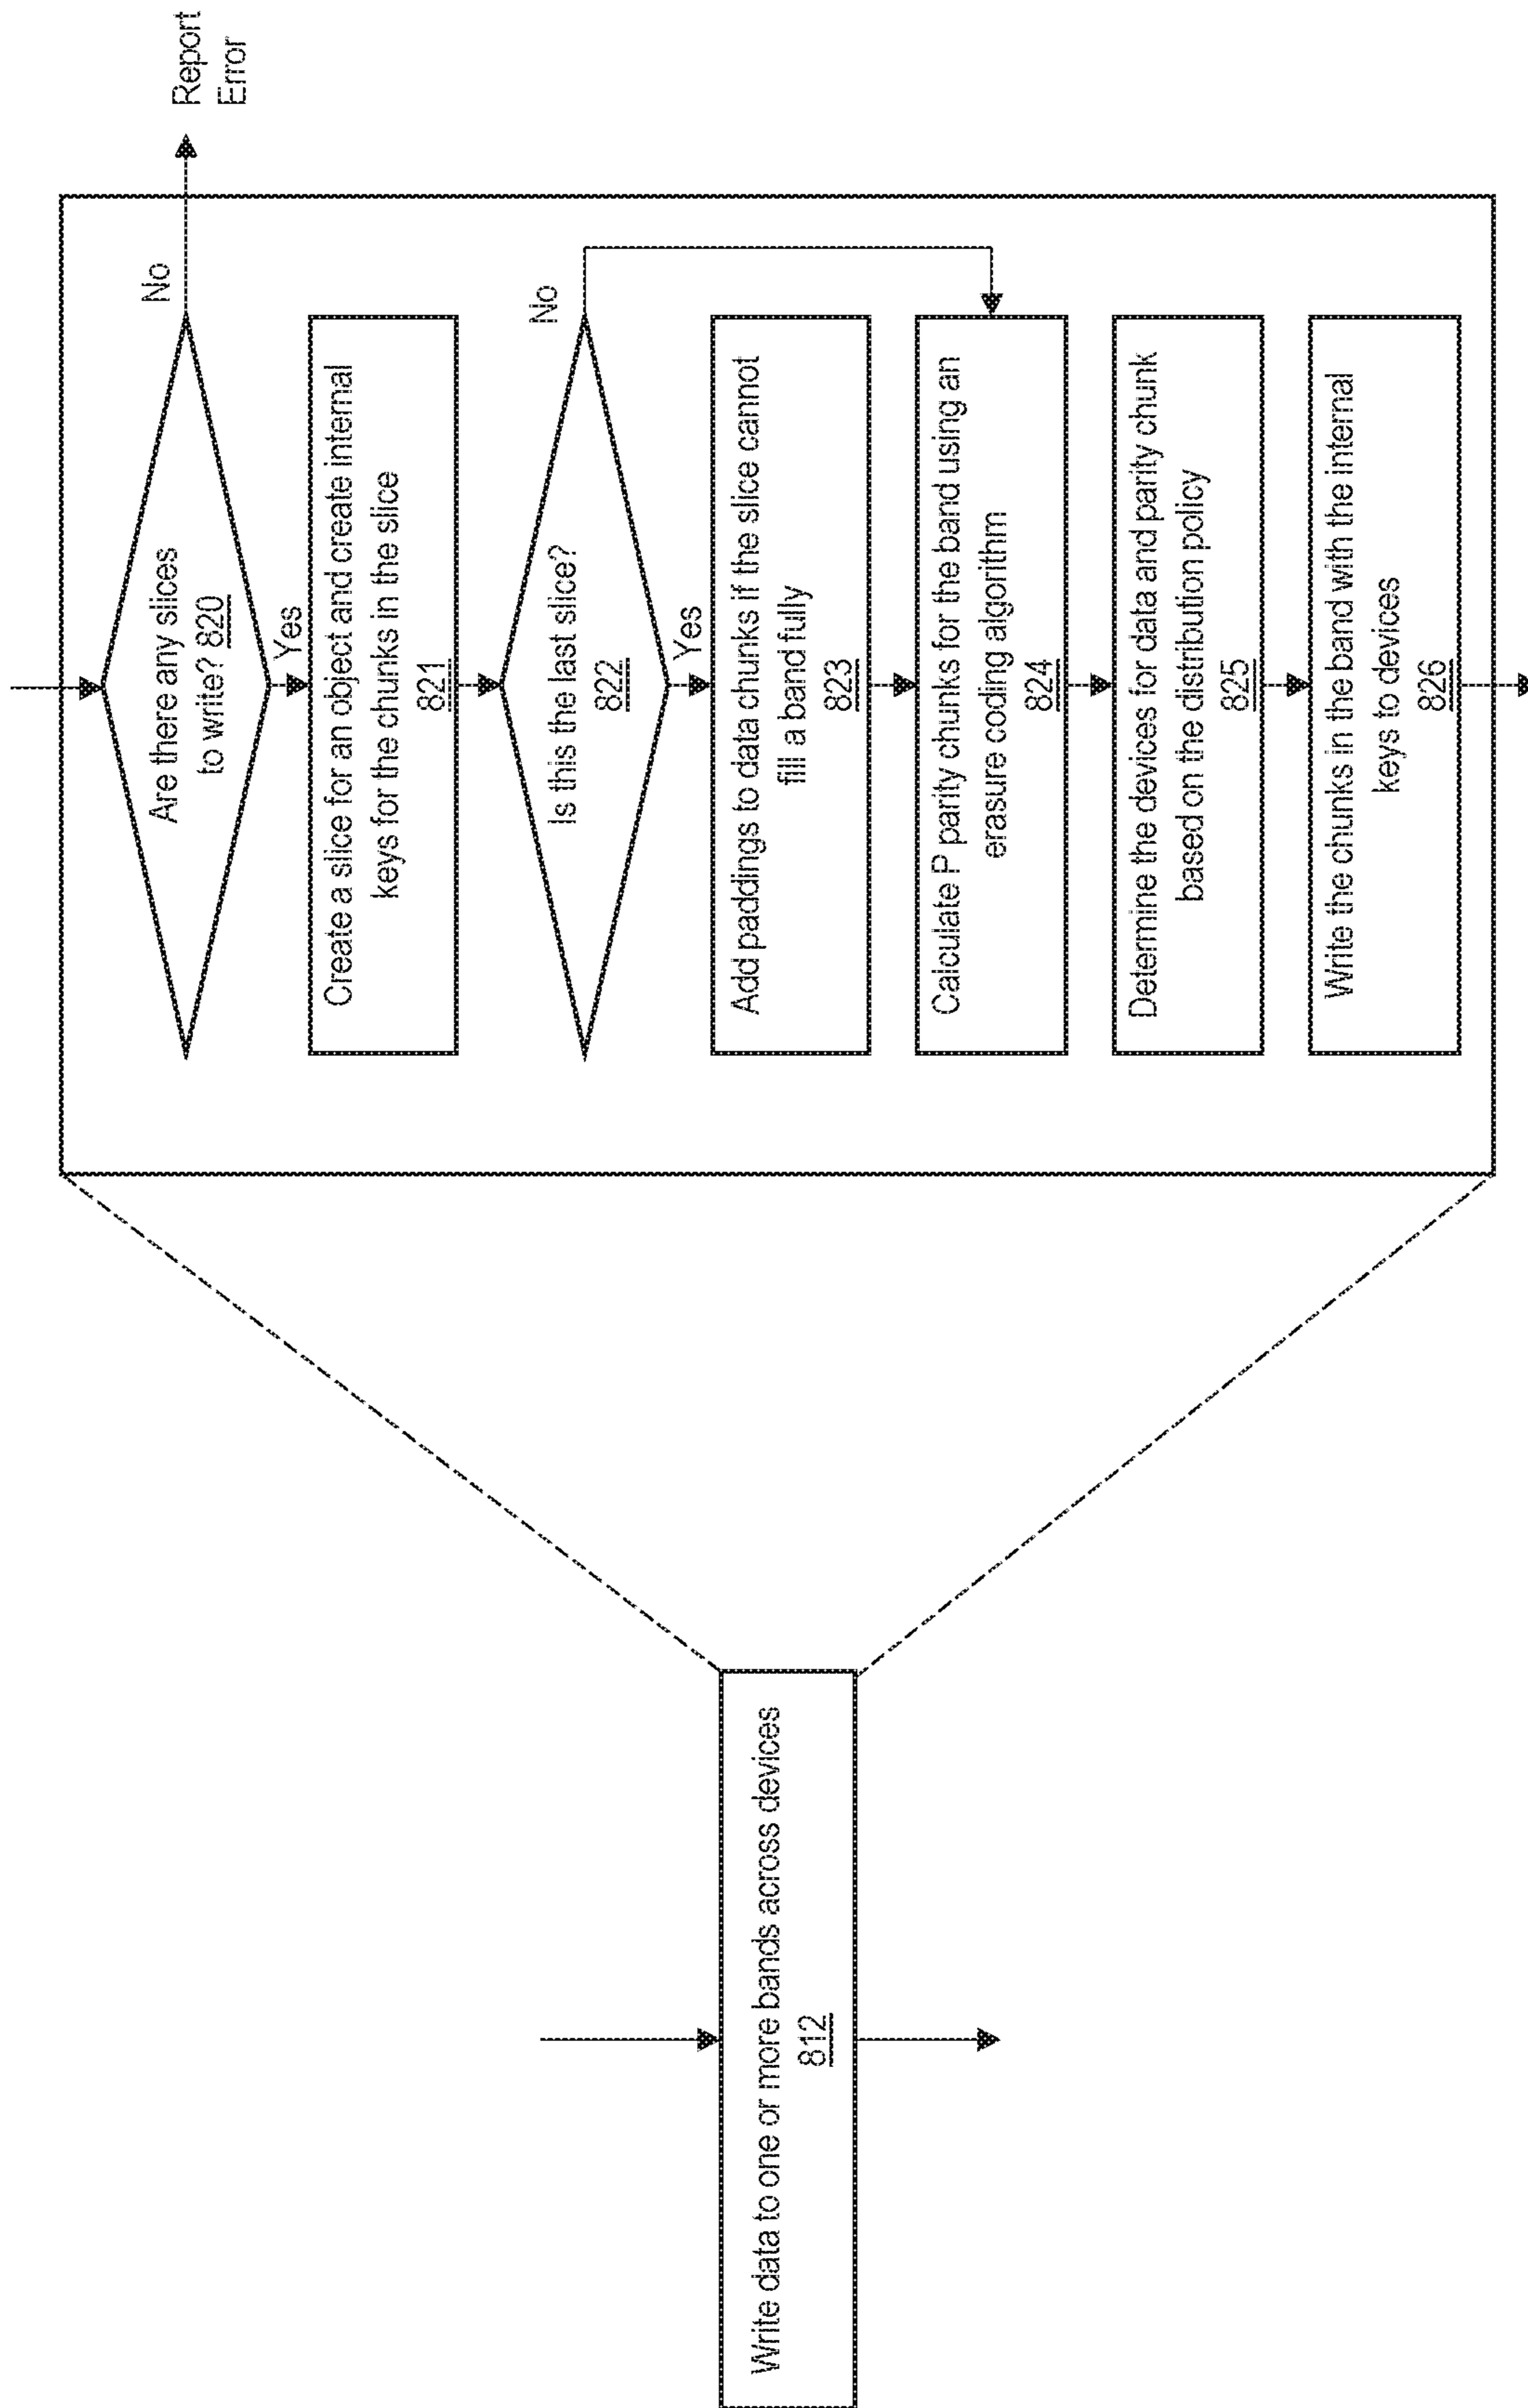 Write data to one or more bands across devices
812
Are there any slices
to write? 820
No
Report
Error
Yes
Create a slice for an object and create internal
keys for the chunks in the slice
821
Is this the last slice?
822
No
Yes
Add paddings to data chunks if the slice cannot
fill a band fully
823
Calculate P parity chunks for the band using an
erasure coding algorithm
824
Determine the devices for data and parity chunk
based on the distribution policy
825
Write the chunks in the band with the internal
keys to devices
826